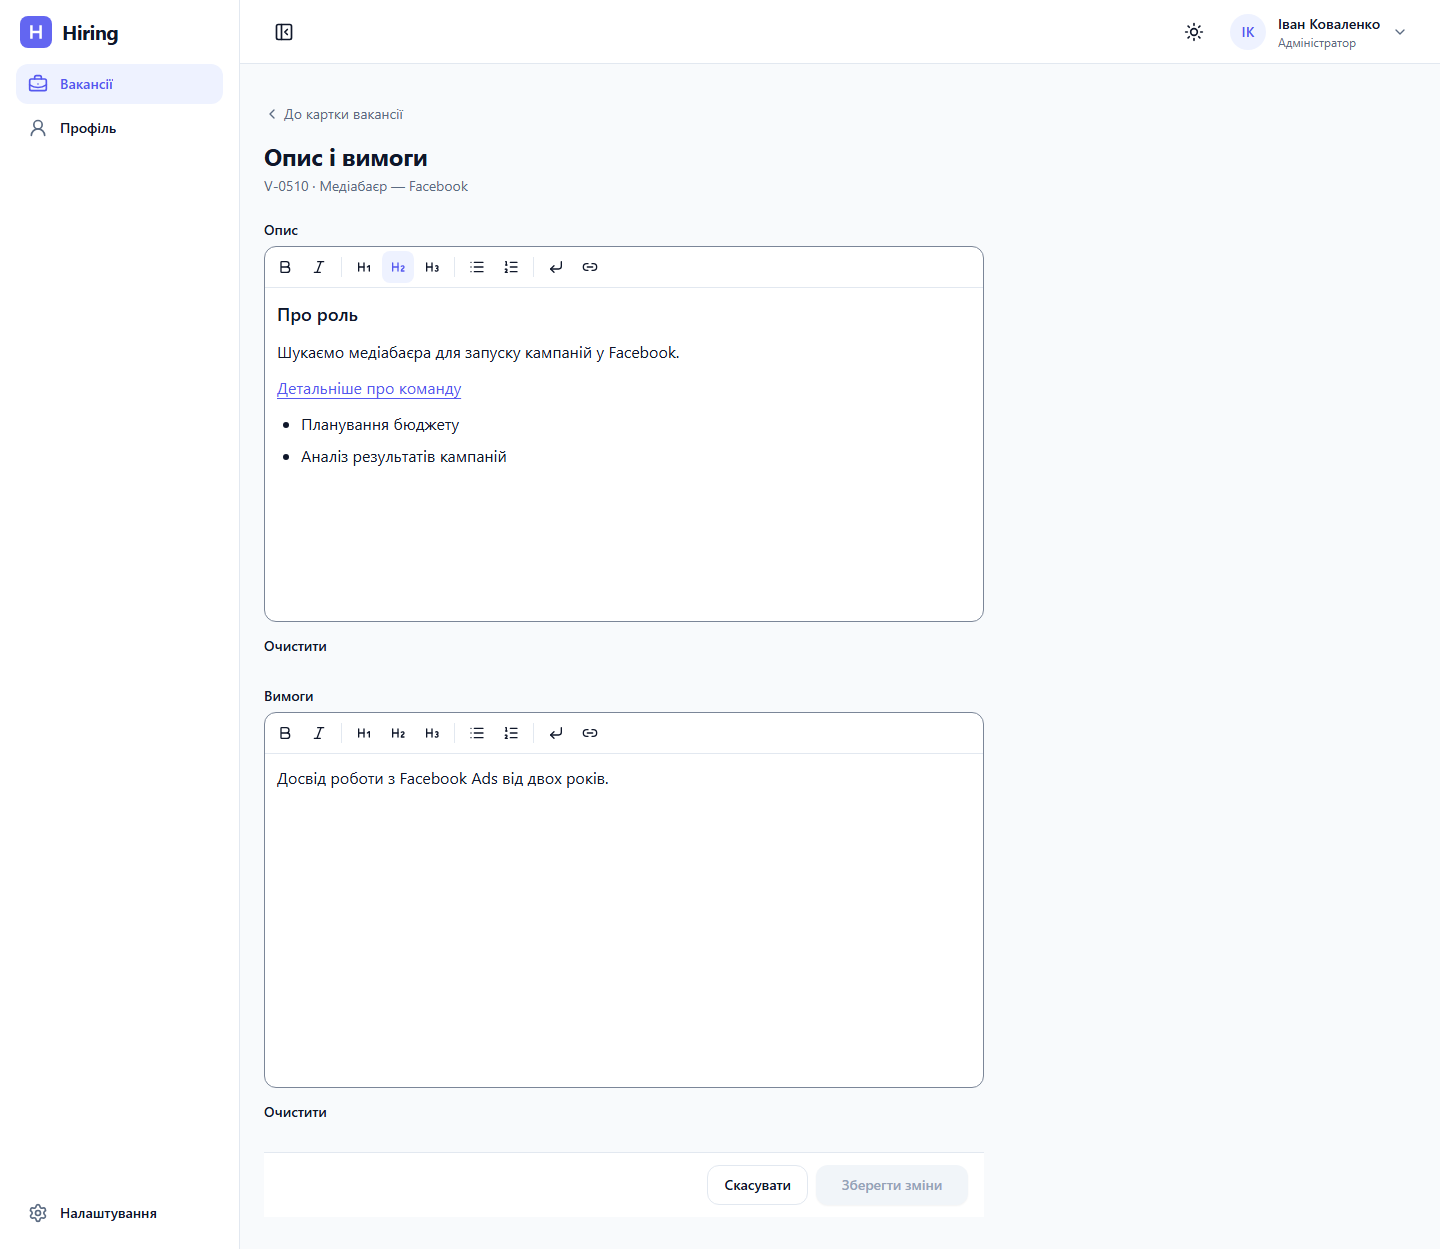 H Hiring
Вакансії
Профіль
Налаштування
ІК
Іван Коваленко
Адміністратор
До картки вакансії
Опис і вимоги
V-0510 · Медіабаєр — Facebook
Опис
B I H1 H2 H3
Про роль
Шукаємо медіабаєра для запуску кампаній у Facebook.
Детальніше про команду
Планування бюджету
Аналіз результатів кампаній
Очистити
Вимоги
B I H1 H2 H3
Досвід роботи з Facebook Ads від двох років.
Очистити
Скасувати
Зберегти зміни